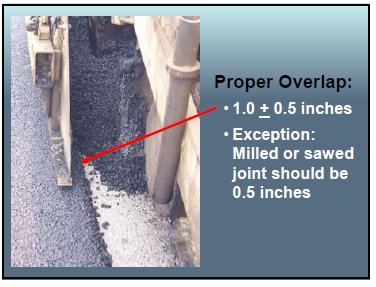 Proper Overlap:
• 1.0 ± 0.5 inches
• Exception:
Milled or sawed
joint should be
0.5 inches